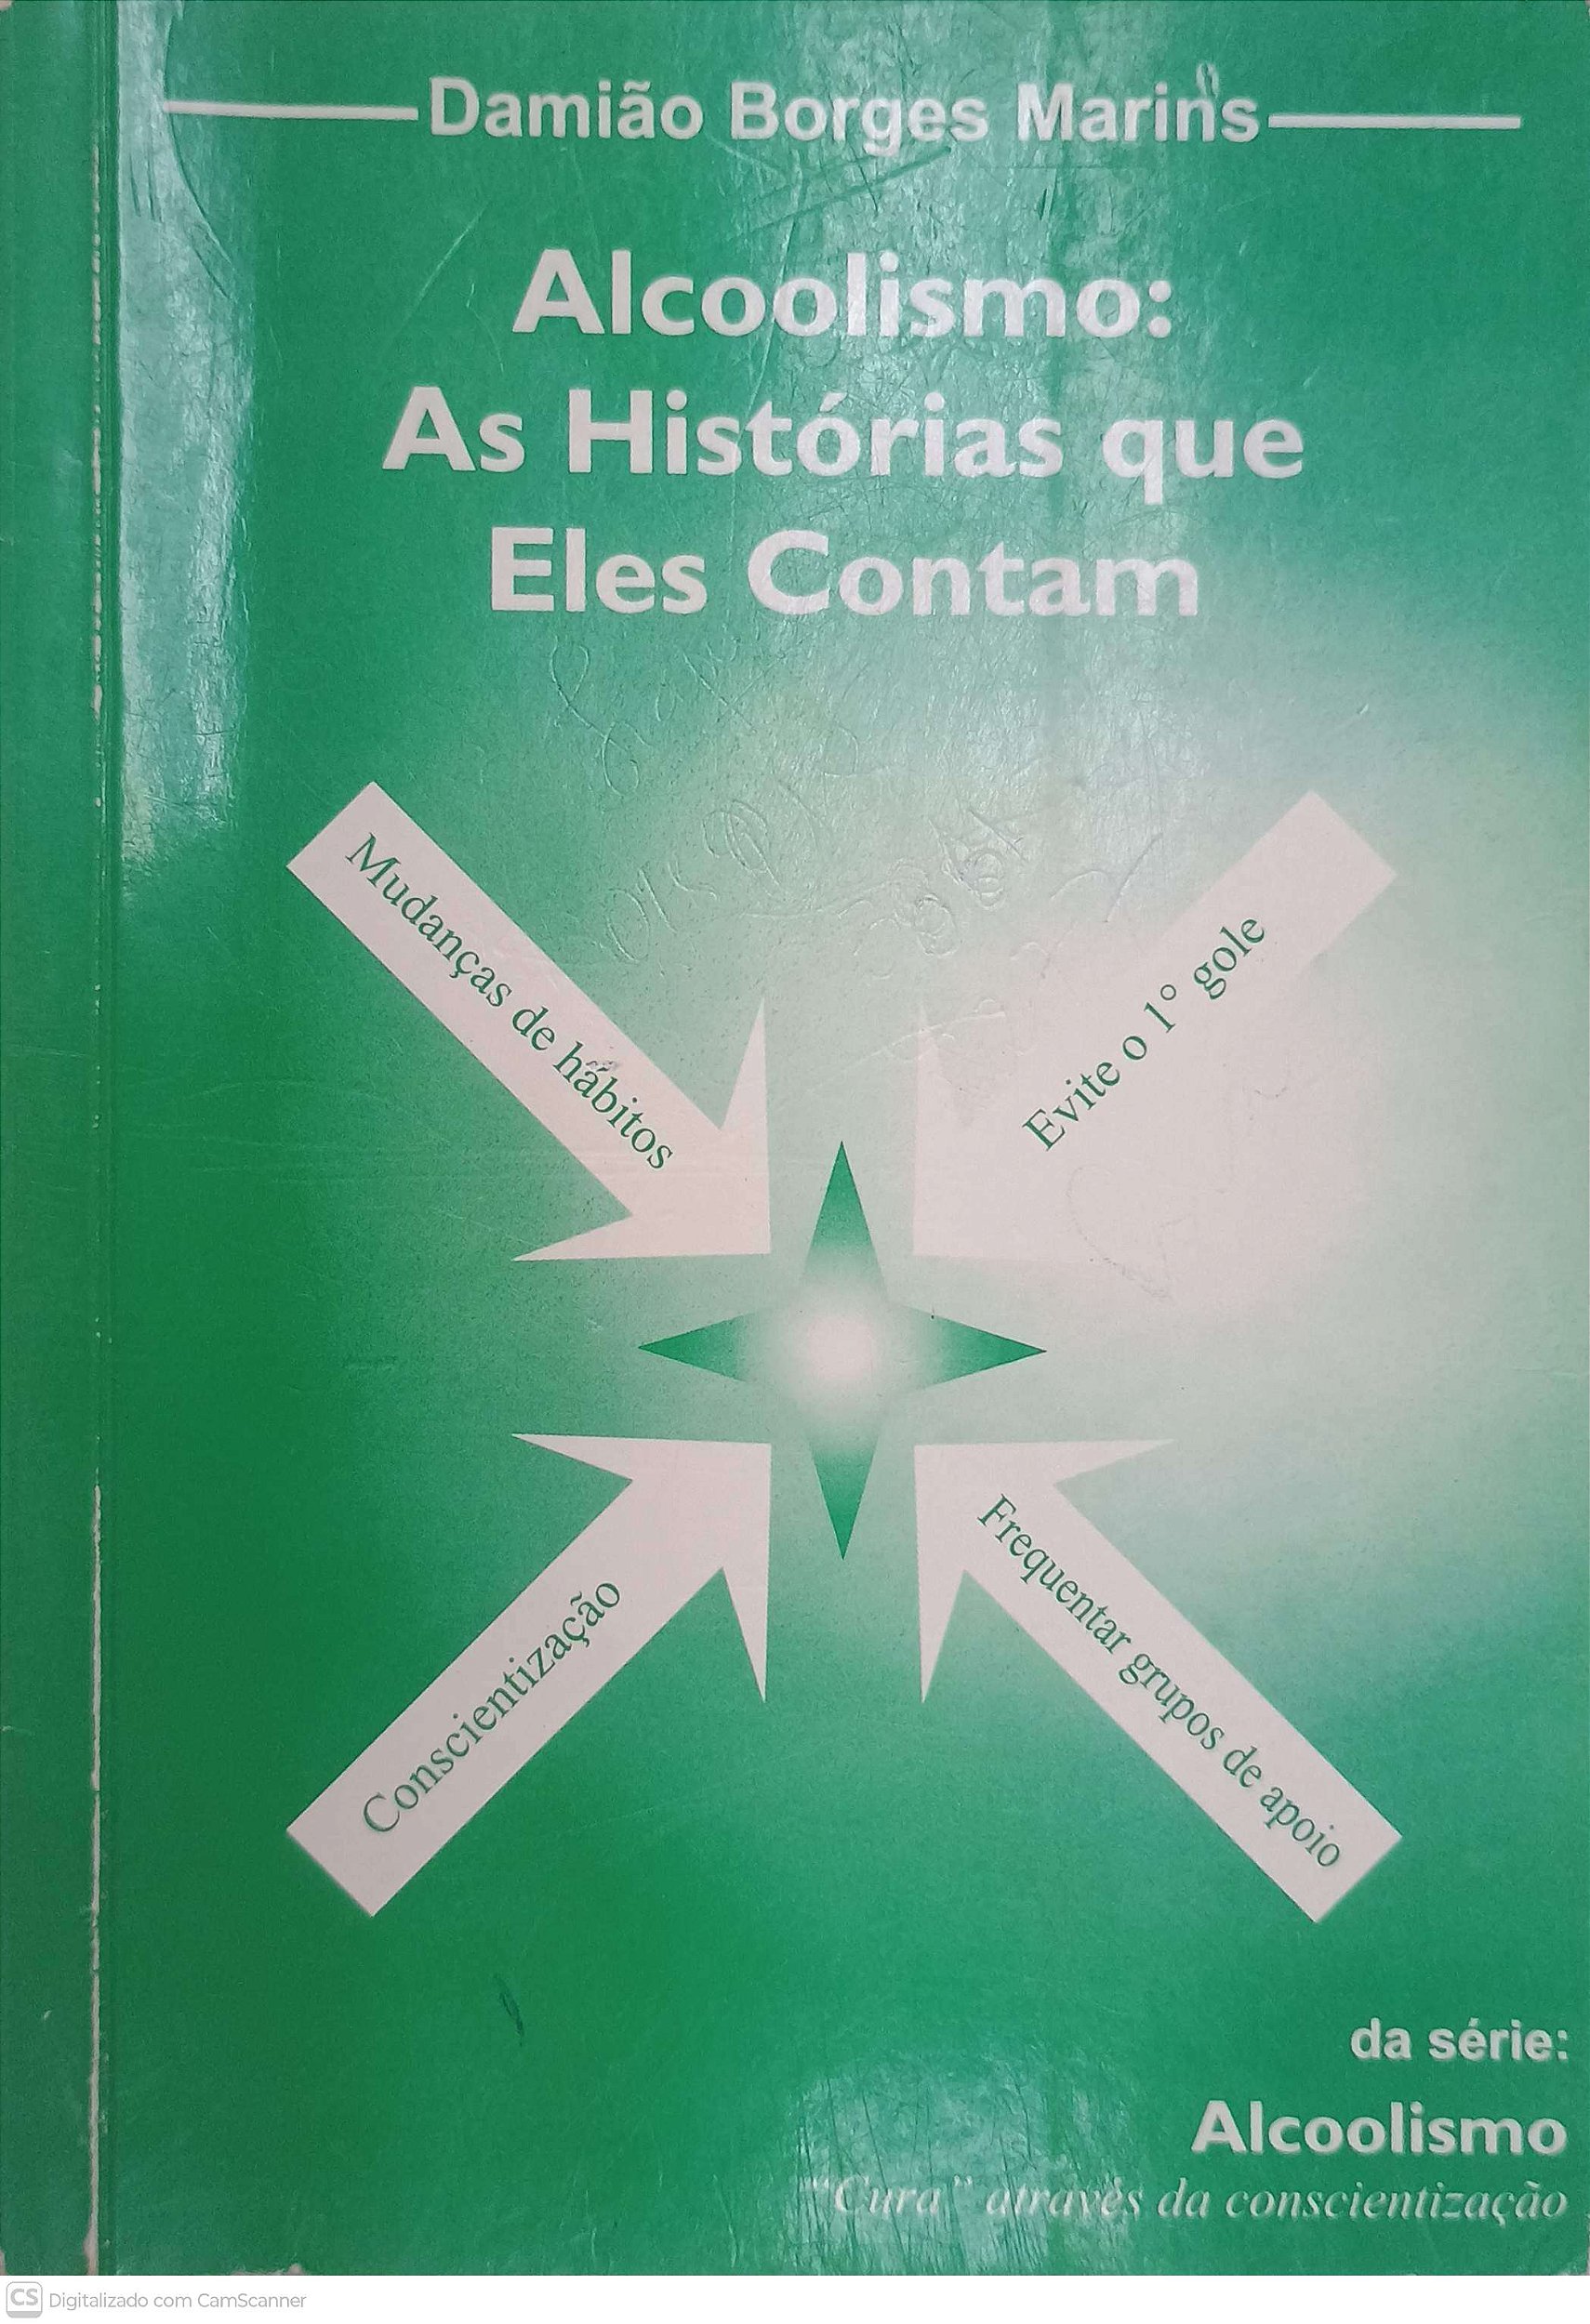 Damião Borges Marins
Alcoolismo:
As Histórias que
Eles Contam
Mudanças de hábitos
Evite o 1° gole
Conscientização
Frequentar grupos de apoio
da série:
Alcoolismo
"Cura" através da conscientização
CS Digitalizado com CamScanner